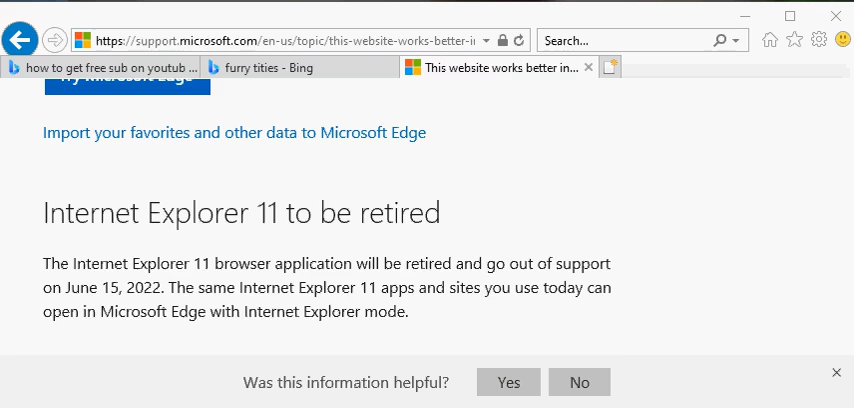 https://support.microsoft.com/en-us/topic/this-website-works-better-i
Search...
how to get free sub on youtub ...
furry tities - Bing
This website works better in...
Try Microsoft Edge
Import your favorites and other data to Microsoft Edge
Internet Explorer 11 to be retired
The Internet Explorer 11 browser application will be retired and go out of support
on June 15, 2022. The same Internet Explorer 11 apps and sites you use today can
open in Microsoft Edge with Internet Explorer mode.
Was this information helpful?
Yes
No